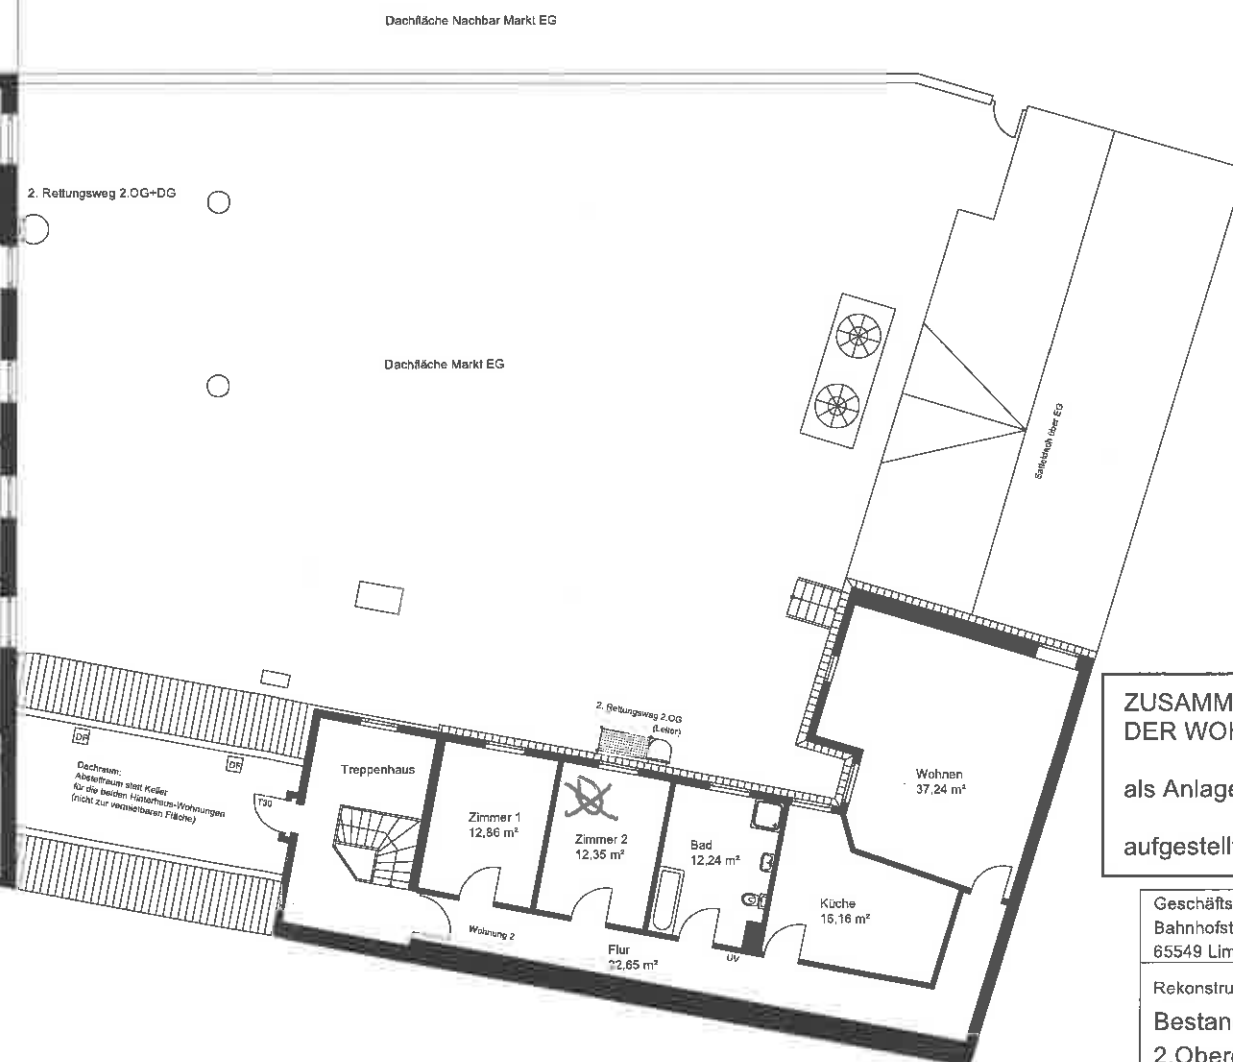 Dachfläche Nachbar Markt EG
2. Rettungsweg 2.OG+DG
Dachfläche Markt EG
Satteldach über EG
2. Rettungsweg 2.OG
(Leiter)
DF
DF
Dachraum:
Abstellraum statt Keller
für die beiden Hinterhaus-Wohnungen
(nicht zur vermietbaren Fläche)
T30
Treppenhaus
Zimmer 1
12,86 m²
Zimmer 2
12,35 m²
Bad
12,24 m²
Wohnen
37,24 m²
Küche
15,16 m²
Wohnung 2
Flur
22,65 m²
UV
ZUSAMM
DER WOH
als Anlage
aufgestellt
Geschäfts
Bahnhofst
65549 Lim
Rekonstru
Bestan
2.Obere